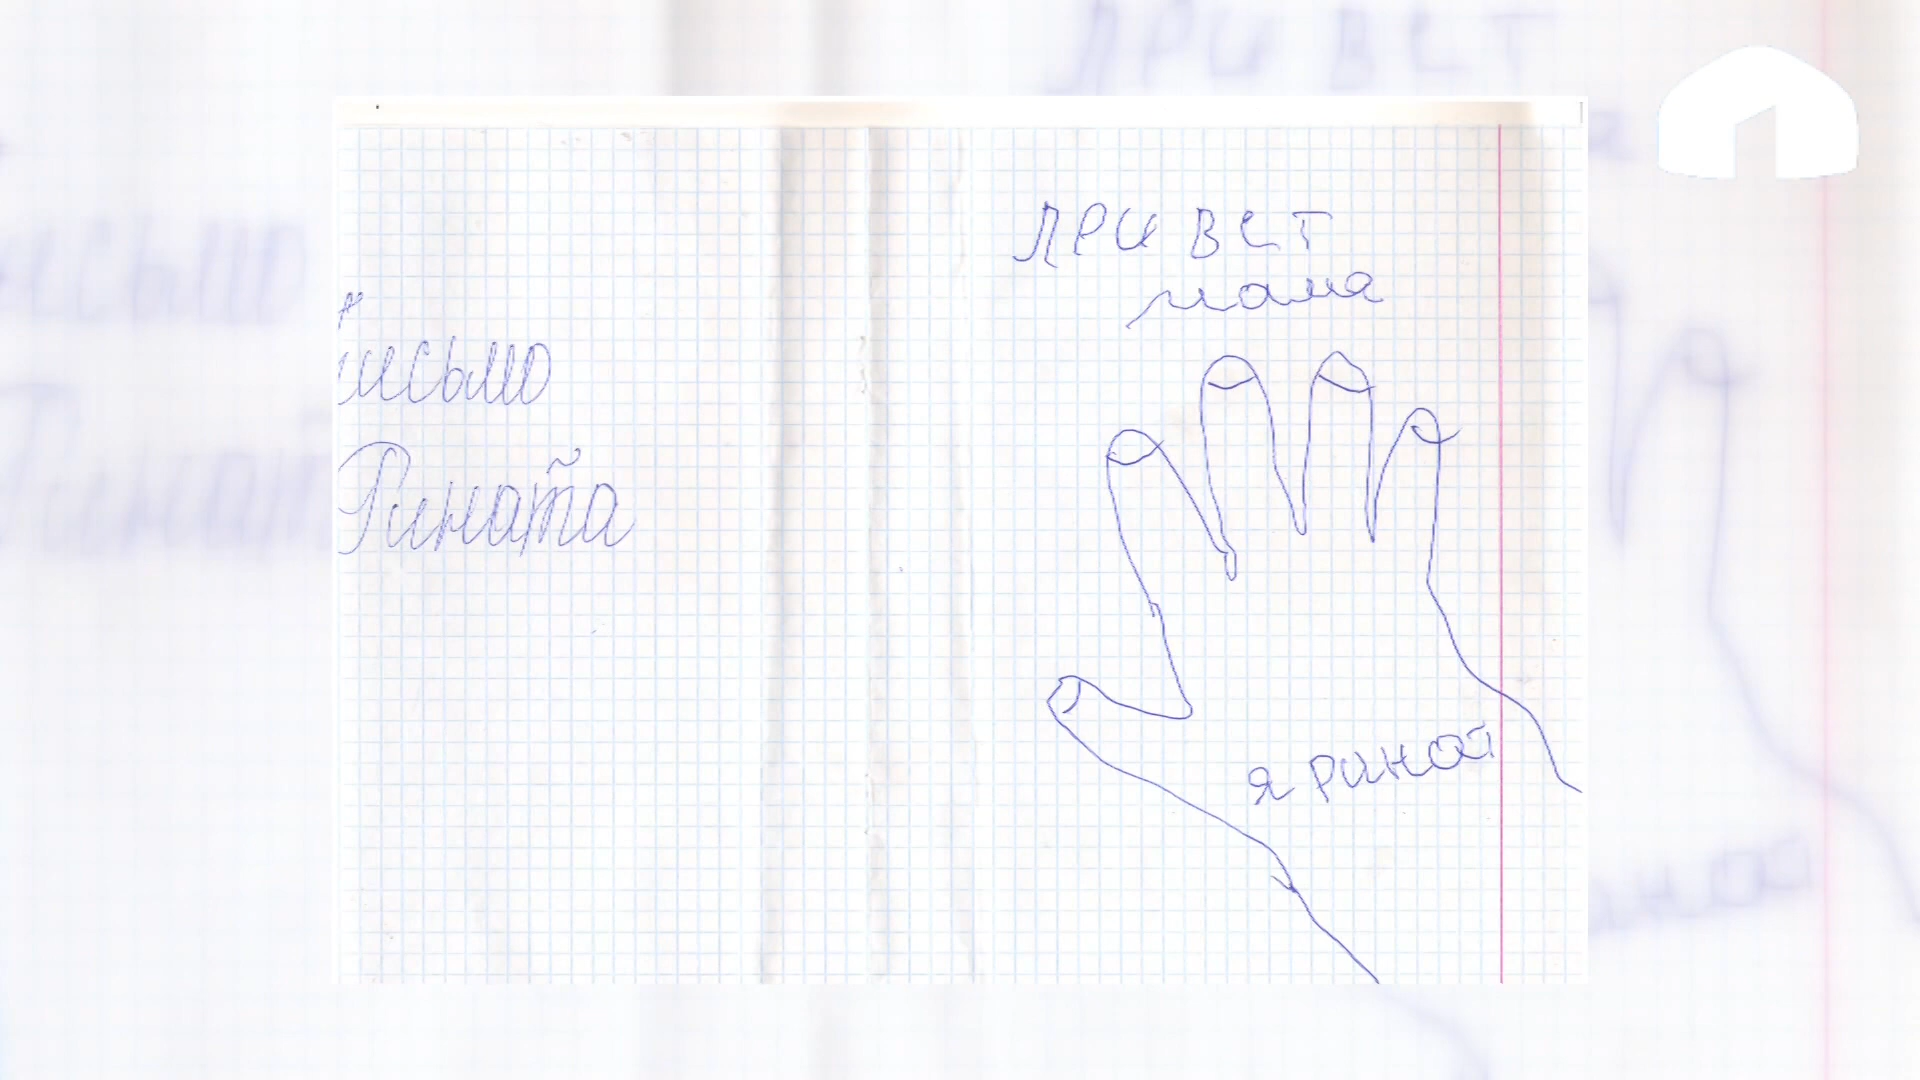 исьмо
Рината
ПРИВЕТ
мама
я ринат